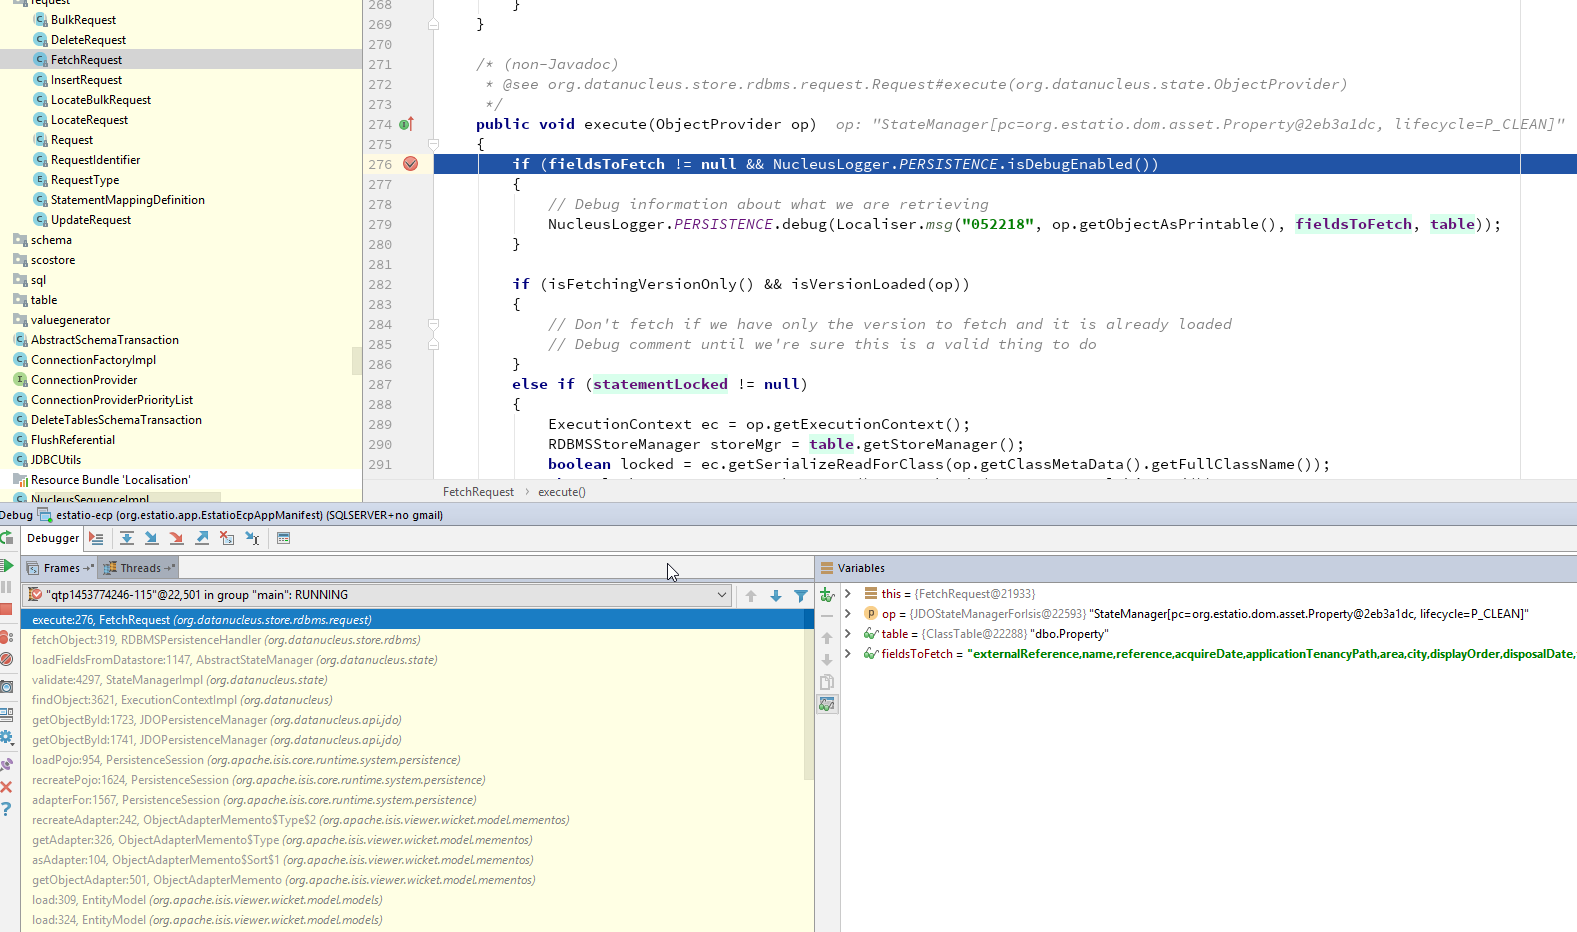 request
BulkRequest
DeleteRequest
FetchRequest
InsertRequest
LocateBulkRequest
LocateRequest
Request
RequestIdentifier
RequestType
StatementMappingDefinition
UpdateRequest
schema
scostore
sql
table
valuegenerator
AbstractSchemaTransaction
ConnectionFactoryImpl
ConnectionProvider
ConnectionProviderPriorityList
DeleteTablesSchemaTransaction
FlushReferential
JDBCUtils
Resource Bundle 'Localisation'
NucleusSequenceImpl
268 }
269 }
270
271 /* (non-Javadoc)
272 * @see org.datanucleus.store.rdbms.request.Request#execute(org.datanucleus.state.ObjectProvider)
273 */
274 public void execute(ObjectProvider op) op: "StateManager[pc=org.estatio.dom.asset.Property@2eb3a1dc, lifecycle=P_CLEAN]"
275 {
276 if (fieldsToFetch != null && NucleusLogger.PERSISTENCE.isDebugEnabled())
277 {
278 // Debug information about what we are retrieving
279 NucleusLogger.PERSISTENCE.debug(Localiser.msg("052218", op.getObjectAsPrintable(), fieldsToFetch, table));
280 }
281
282 if (isFetchingVersionOnly() && isVersionLoaded(op))
283 {
284 // Don't fetch if we have only the version to fetch and it is already loaded
285 // Debug comment until we're sure this is a valid thing to do
286 }
287 else if (statementLocked != null)
288 {
289 ExecutionContext ec = op.getExecutionContext();
290 RDBMSStoreManager storeMgr = table.getStoreManager();
291 boolean locked = ec.getSerializeReadForClass(op.getClassMetaData().getFullClassName());
FetchRequest › execute()
Debug estatio-ecp (org.estatio.app.EstatioEcpAppManifest) (SQLSERVER+no gmail)
Debugger
Frames Threads
"qtp1453774246-115"@22,501 in group "main": RUNNING
execute:276, FetchRequest (org.datanucleus.store.rdbms.request)
fetchObject:319, RDBMSPersistenceHandler (org.datanucleus.store.rdbms)
loadFieldsFromDatastore:1147, AbstractStateManager (org.datanucleus.state)
validate:4297, StateManagerImpl (org.datanucleus.state)
findObject:3621, ExecutionContextImpl (org.datanucleus)
getObjectById:1723, JDOPersistenceManager (org.datanucleus.api.jdo)
getObjectById:1741, JDOPersistenceManager (org.datanucleus.api.jdo)
loadPojo:954, PersistenceSession (org.apache.isis.core.runtime.system.persistence)
recreatePojo:1624, PersistenceSession (org.apache.isis.core.runtime.system.persistence)
adapterFor:1567, PersistenceSession (org.apache.isis.core.runtime.system.persistence)
recreateAdapter:242, ObjectAdapterMemento$Type$2 (org.apache.isis.viewer.wicket.model.mementos)
getAdapter:326, ObjectAdapterMemento$Type (org.apache.isis.viewer.wicket.model.mementos)
asAdapter:104, ObjectAdapterMemento$Sort$1 (org.apache.isis.viewer.wicket.model.mementos)
getObjectAdapter:501, ObjectAdapterMemento (org.apache.isis.viewer.wicket.model.mementos)
load:309, EntityModel (org.apache.isis.viewer.wicket.model.models)
load:324, EntityModel (org.apache.isis.viewer.wicket.model.models)
Variables
this = {FetchRequest@21933}
op = {JDOStateManagerForIsis@22593} "StateManager[pc=org.estatio.dom.asset.Property@2eb3a1dc, lifecycle=P_CLEAN]"
table = {ClassTable@22288} "dbo.Property"
fieldsToFetch = "externalReference,name,reference,acquireDate,applicationTenancyPath,area,city,displayOrder,disposalDate,